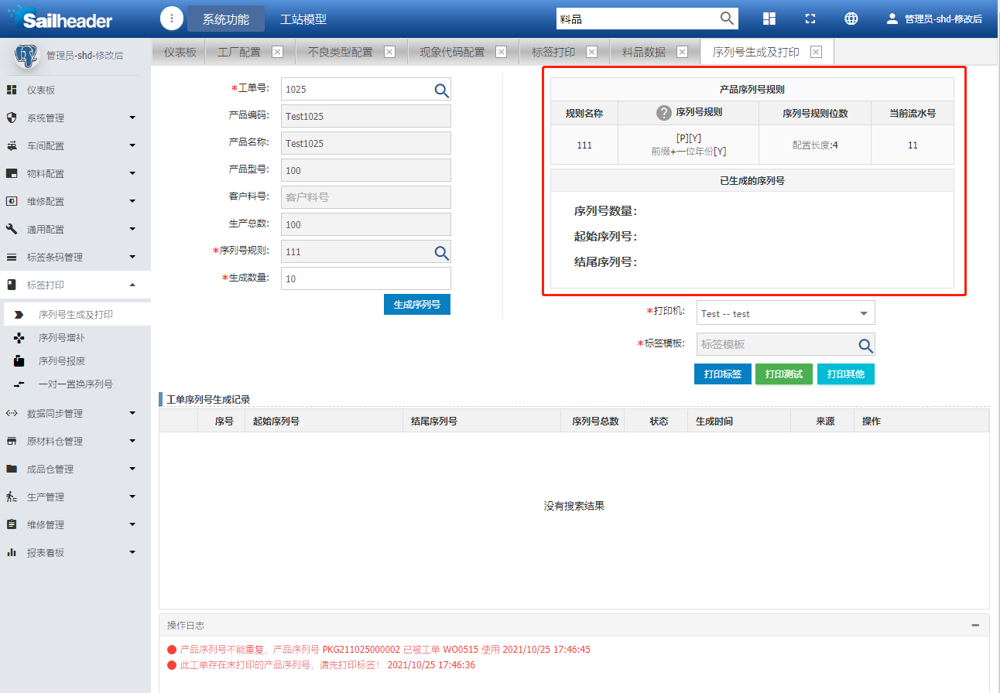 Sailheader
系统功能
工站模型
料品
管理员-shd-修改后
管理员-shd-修改后
仪表板
工厂配置
不良类型配置
现象代码配置
标签打印
料品数据
序列号生成及打印
仪表板
系统管理
车间配置
物料配置
维修配置
通用配置
标签条码管理
标签打印
序列号生成及打印
序列号增补
序列号报废
一对一置换序列号
数据同步管理
原材料仓管理
成品仓管理
生产管理
维修管理
报表看板
*工单号: 1025
产品编码: Test1025
产品名称: Test1025
产品型号: 100
客户料号: 客户料号
生产总数: 100
*序列号规则: 111
*生成数量: 10
生成序列号
产品序列号规则
规则名称 ? 序列号规则 序列号规则位数 当前流水号
111 [P][Y] 前缀+一位年份[Y] 配置长度:4 11
已生成的序列号
序列号数量:
起始序列号:
结尾序列号:
*打印机: Test -- test
*标签模板: 标签模板
打印标签 打印测试 打印其他
工单序列号生成记录
序号 起始序列号 结尾序列号 序列号总数 状态 生成时间 来源 操作
没有搜索结果
操作日志
产品序列号不能重复，产品序列号 PKG211025000002 已被工单 WO0515 使用 2021/10/25 17:46:45
此工单存在未打印的产品序列号，请先打印标签！ 2021/10/25 17:46:36